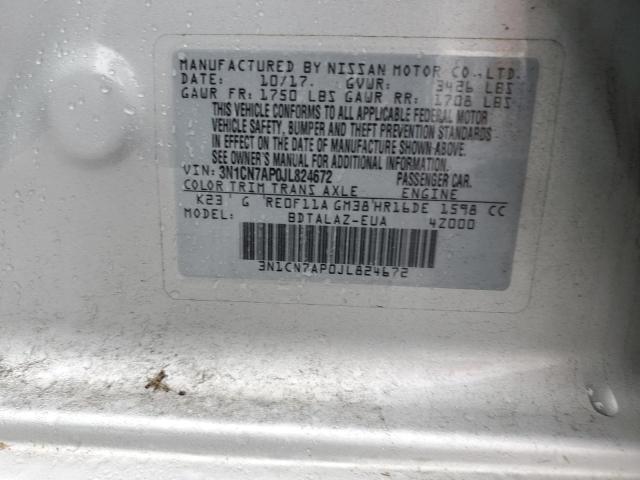 MANUFACTURED BY NISSAN MOTOR CO.,LTD.
DATE: 10/17. GVWR: 3426 LBS
GAWR FR: 1750 LBS GAWR RR: 1708 LBS
THIS VEHICLE CONFORMS TO ALL APPLICABLE FEDERAL MOTOR
VEHICLE SAFETY, BUMPER AND THEFT PREVENTION STANDARDS
IN EFFECT ON THE DATE OF MANUFACTURE SHOWN ABOVE.
SEE OWNER'S MANUAL FOR ADDITIONAL INFORMATION.
VIN: 3N1CN7AP0JL824672 PASSENGER CAR.
COLOR TRIM TRANS AXLE ENGINE
K23 G RE0F11A GM38 HR16DE 1598 CC
MODEL: BDTALAZ-EUA 4Z000
3N1CN7AP0JL824672